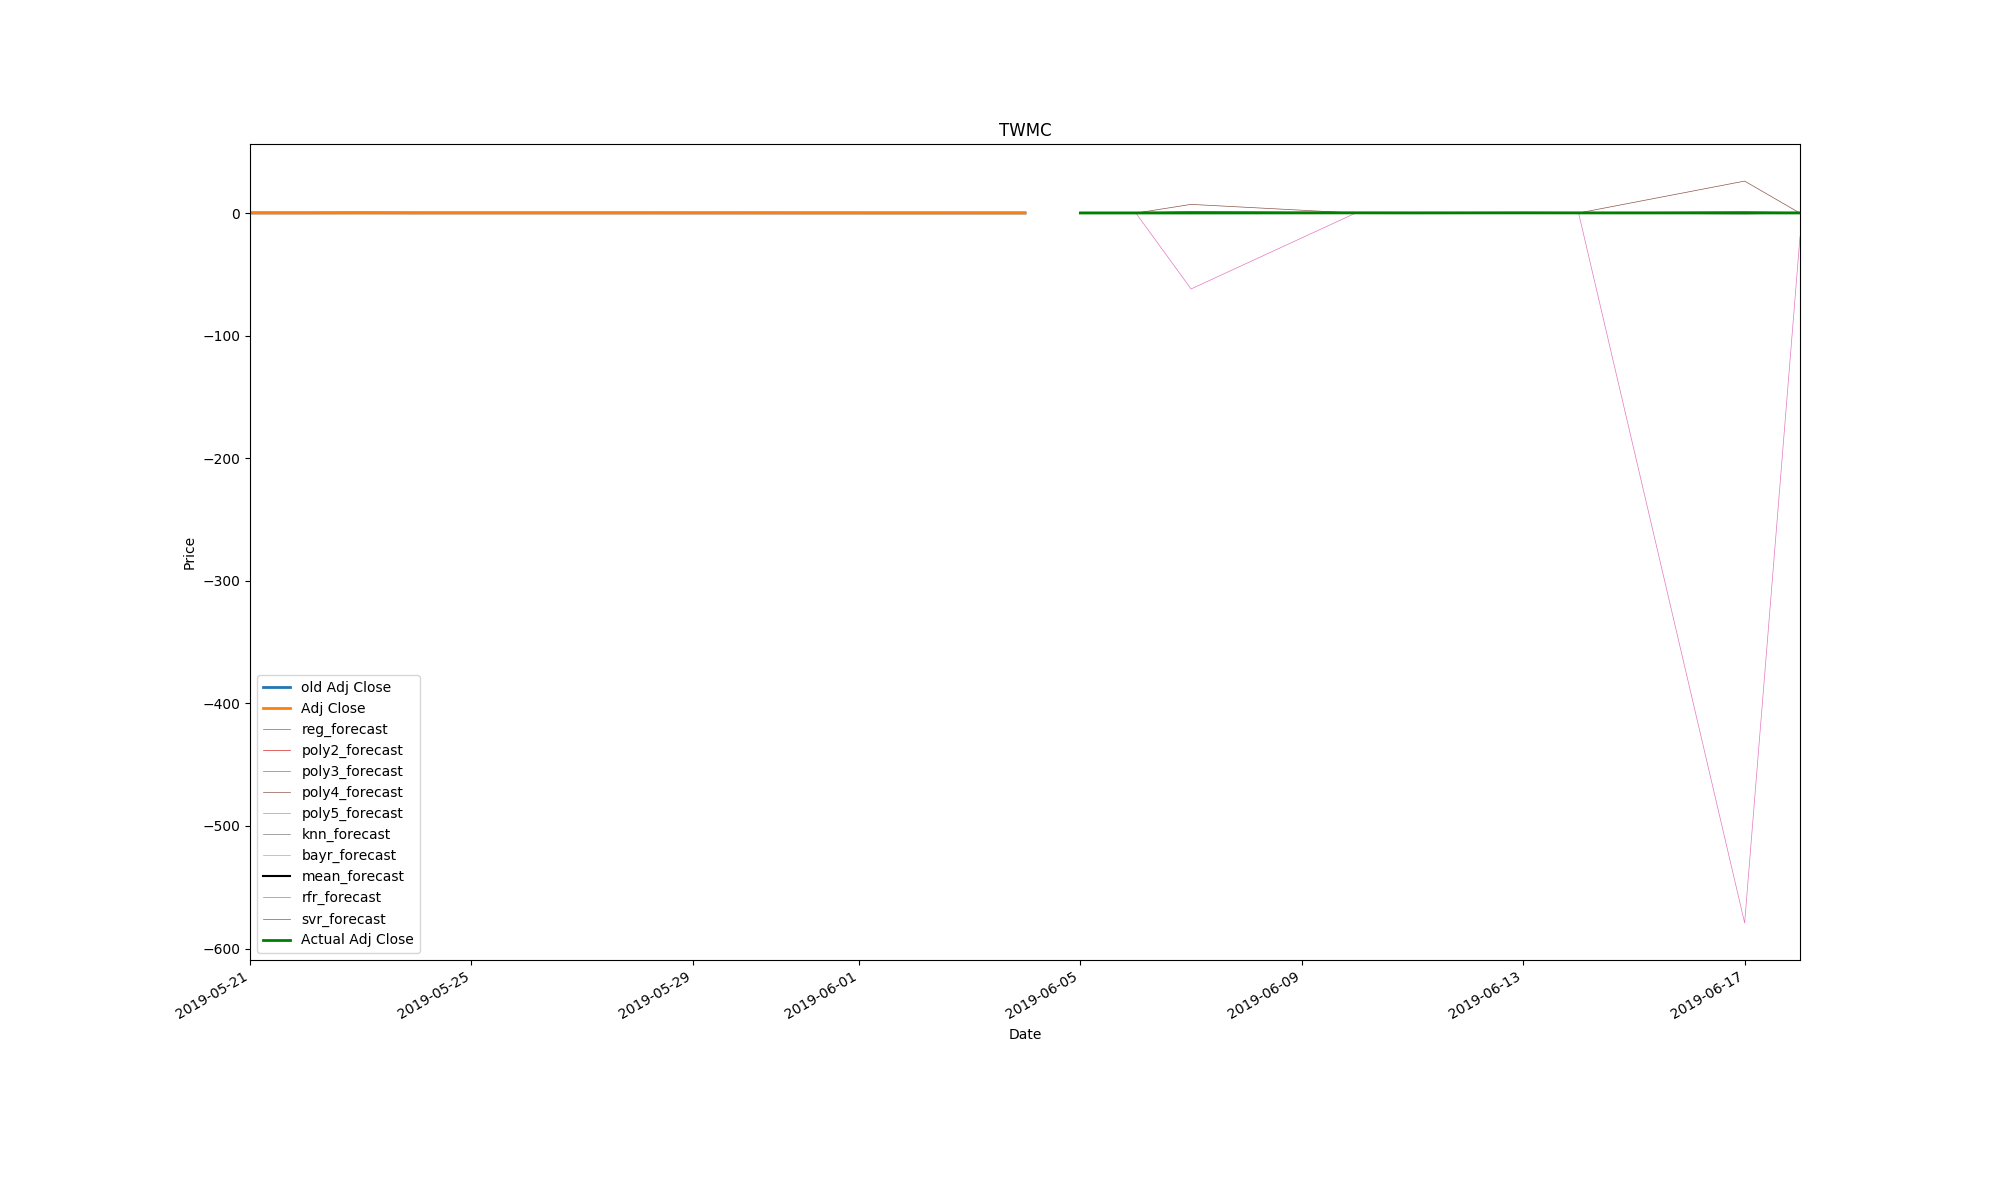 TWMC
0
−100
−200
−300
−400
−500
−600
Price
old Adj Close
Adj Close
reg_forecast
poly2_forecast
poly3_forecast
poly4_forecast
poly5_forecast
knn_forecast
bayr_forecast
mean_forecast
rfr_forecast
svr_forecast
Actual Adj Close
2019-05-21
2019-05-25
2019-05-29
2019-06-01
2019-06-05
2019-06-09
2019-06-13
2019-06-17
Date